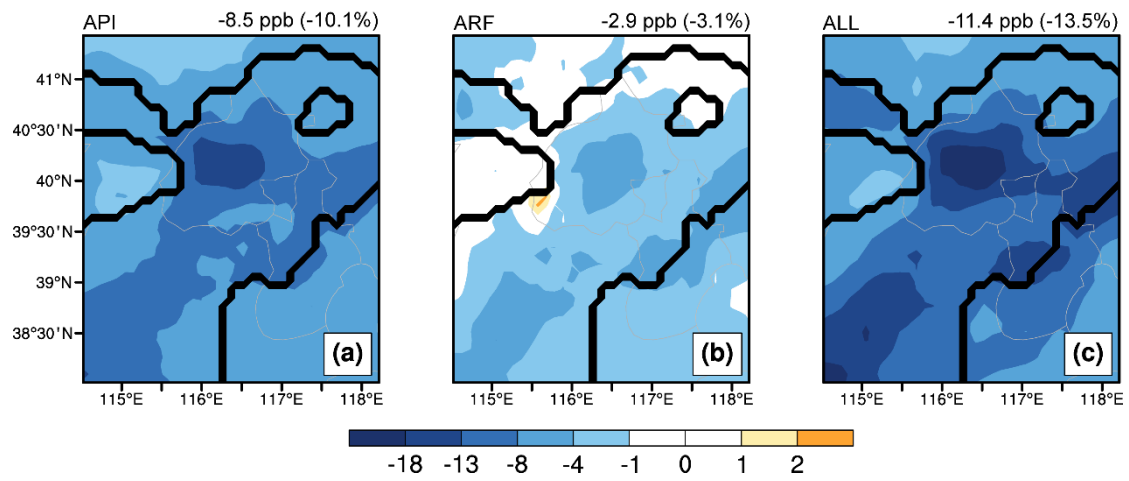 API -8.5 ppb (-10.1%)
ARF -2.9 ppb (-3.1%)
ALL -11.4 ppb (-13.5%)
41°N
40°30'N
40°N
39°30'N
39°N
38°30'N
(a)
(b)
(c)
115°E 116°E 117°E 118°E
115°E 116°E 117°E 118°E
115°E 116°E 117°E 118°E
-18 -13 -8 -4 -1 0 1 2